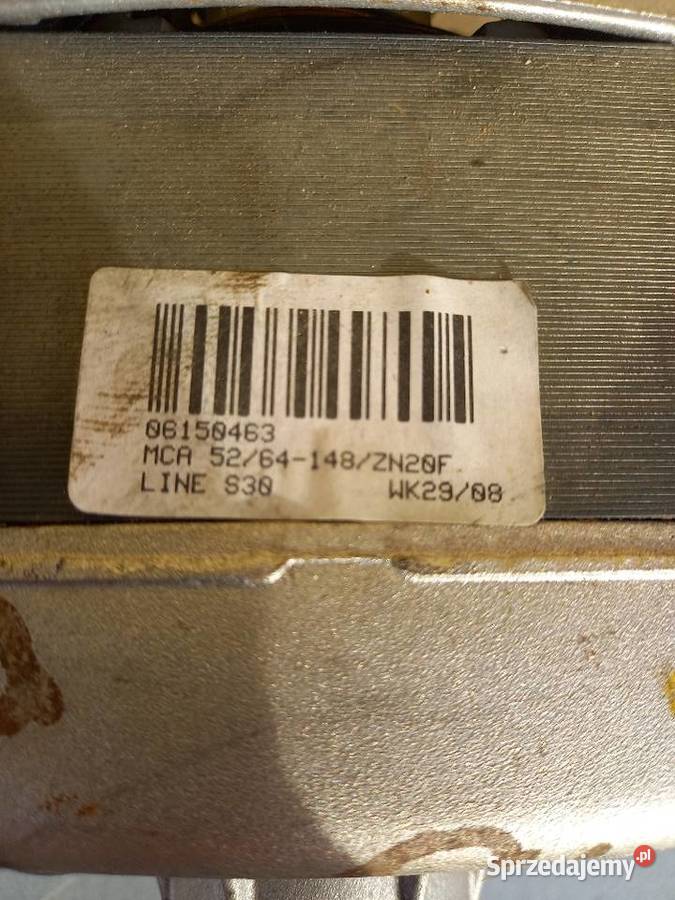 06150463
MCA 52/64-148/ZN20F
LINE S30 WK29/08
Sprzedajemy.pl